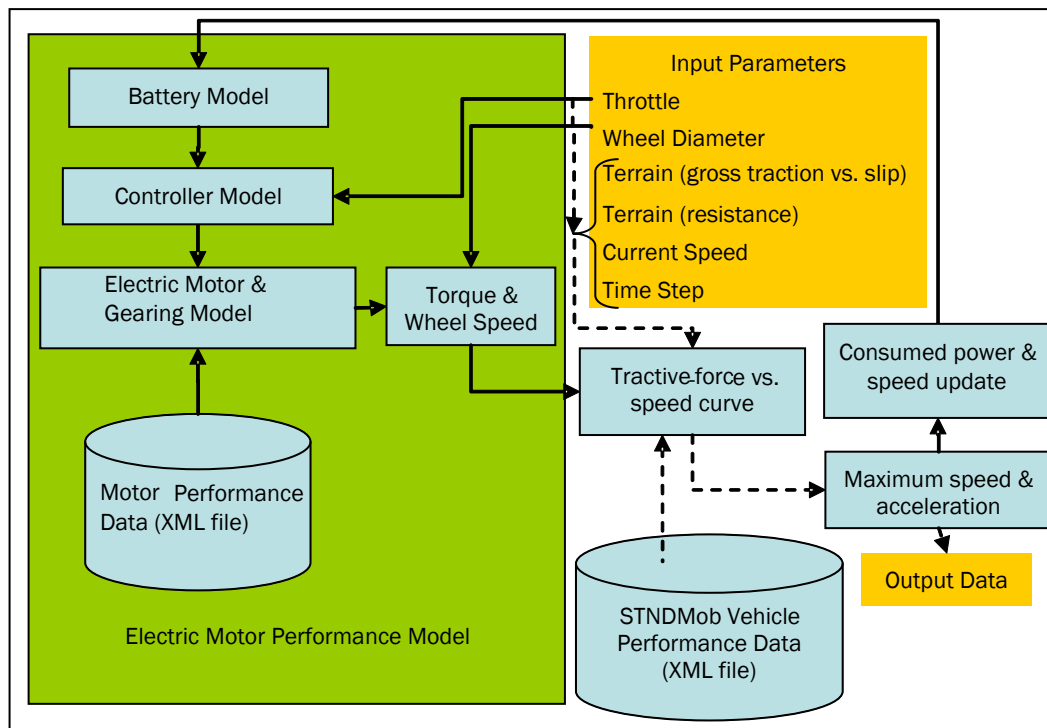 Battery Model
Controller Model
Electric Motor &
Gearing Model
Torque &
Wheel Speed
Motor Performance
Data (XML file)
Electric Motor Performance Model
Input Parameters
Throttle
Wheel Diameter
Terrain (gross traction vs. slip)
Terrain (resistance)
Current Speed
Time Step
Tractive-force vs.
speed curve
Consumed power &
speed update
Maximum speed &
acceleration
Output Data
STNDMob Vehicle
Performance Data
(XML file)